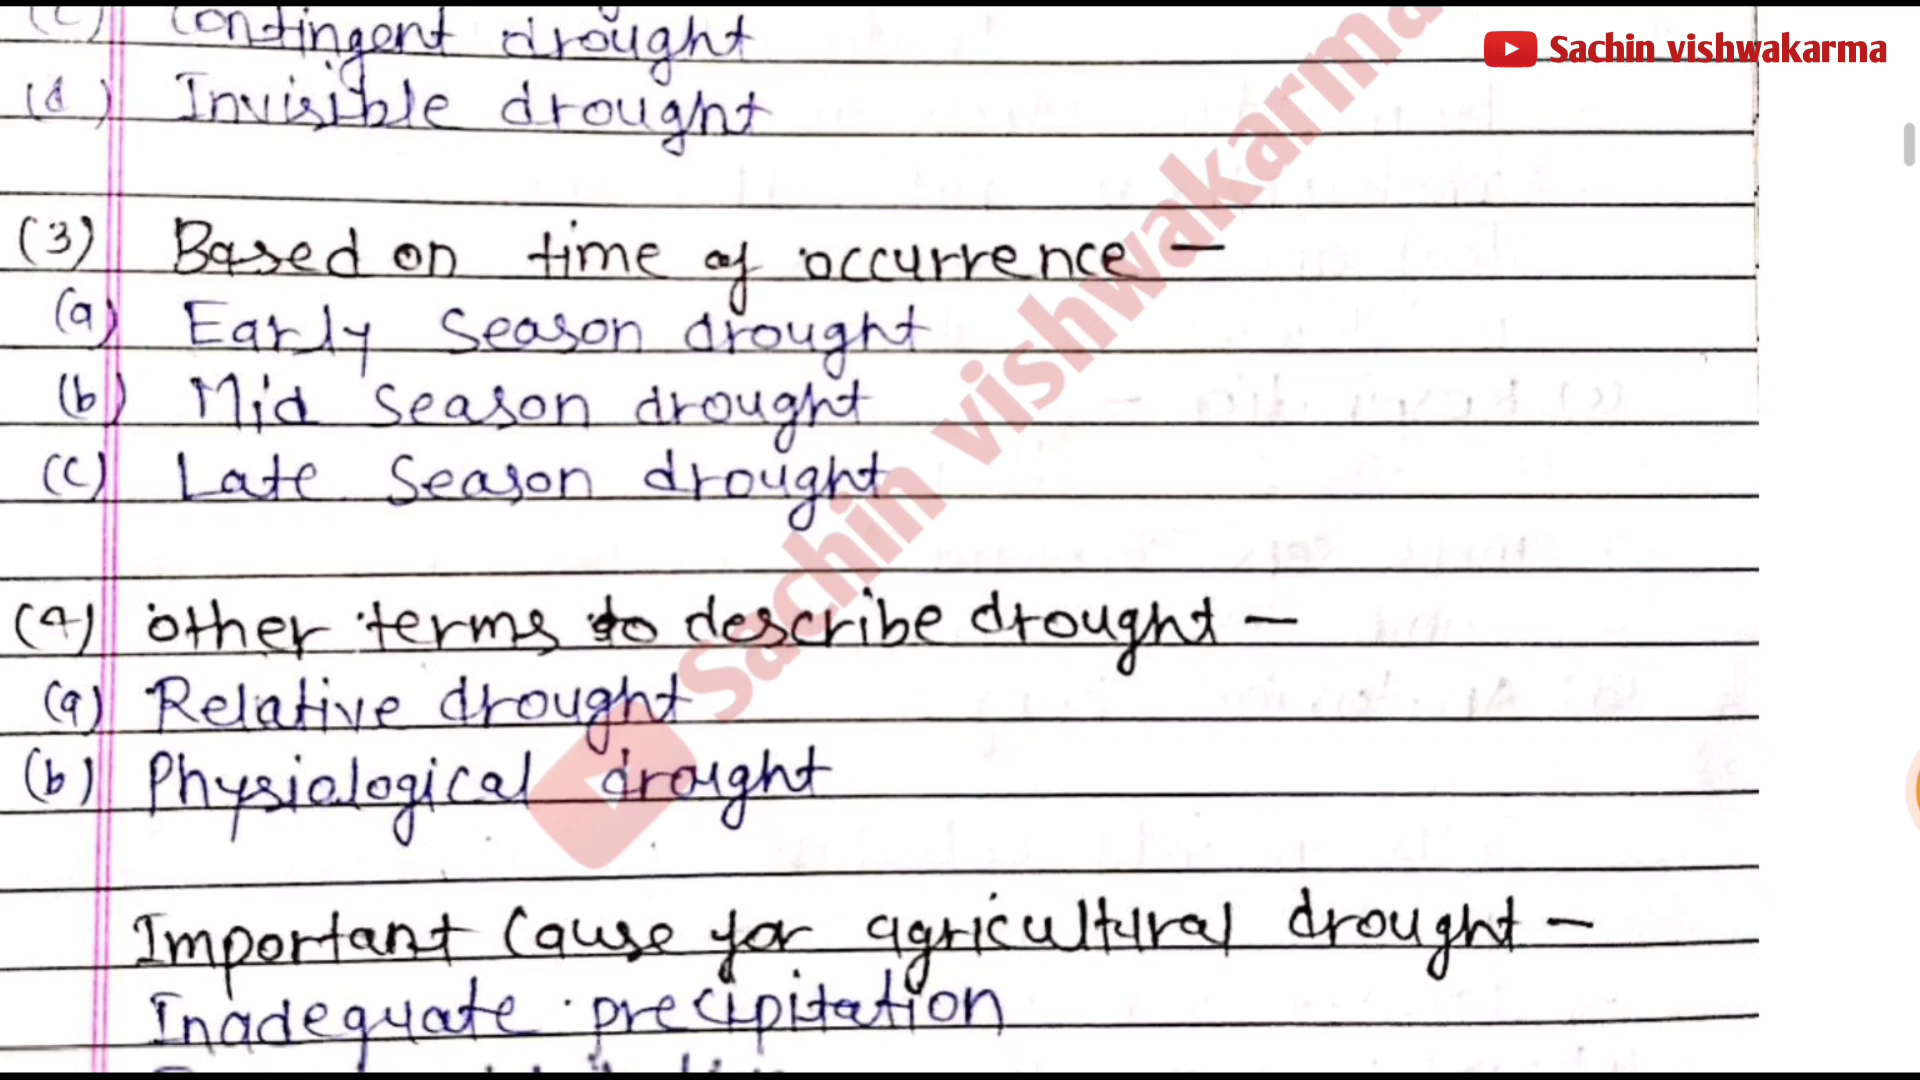 (c) Contingent drought
Sachin vishwakarma
(d) Invisible drought
(3) Based on time of occurrence —
(a) Early Season drought
(b) Mid Season drought
(c) Late Season drought
(4) other terms to describe drought —
(a) Relative drought
(b) Physiological drought
Important Cause for agricultural drought —
Inadequate precipitation
Sachin vishwakarma